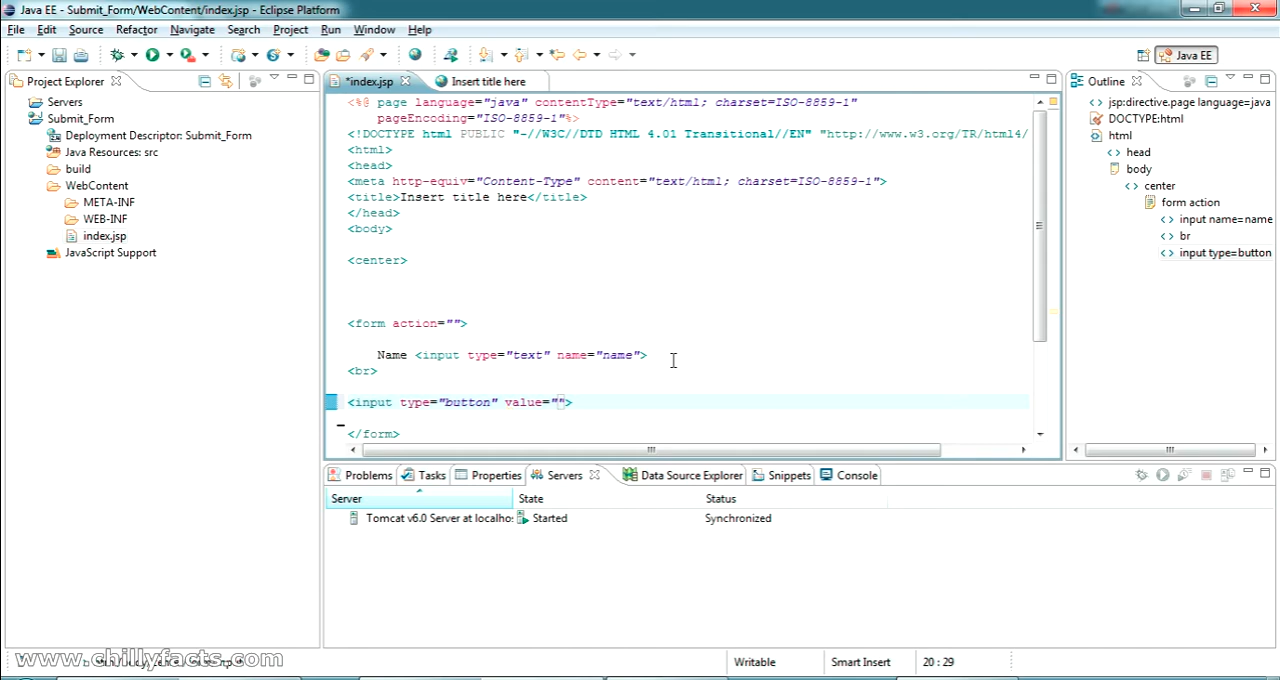 Java EE - Submit_Form/WebContent/index.jsp - Eclipse Platform
File Edit Source Refactor Navigate Search Project Run Window Help
Java EE
Project Explorer
Servers
Submit_Form
Deployment Descriptor: Submit_Form
Java Resources: src
build
WebContent
META-INF
WEB-INF
index.jsp
JavaScript Support
*index.jsp Insert title here
<%@ page language="java" contentType="text/html; charset=ISO-8859-1"
pageEncoding="ISO-8859-1"%>
<!DOCTYPE html PUBLIC "-//W3C//DTD HTML 4.01 Transitional//EN" "http://www.w3.org/TR/html4/
<html>
<head>
<meta http-equiv="Content-Type" content="text/html; charset=ISO-8859-1">
<title>Insert title here</title>
</head>
<body>
<center>
<form action="">
Name <input type="text" name="name">
<br>
<input type="button" value="">
</form>
Outline
jsp:directive.page language=java
DOCTYPE:html
html
head
body
center
form action
input name=name
br
input type=button
Problems Tasks Properties Servers Data Source Explorer Snippets Console
Server State Status
Tomcat v6.0 Server at localho: Started Synchronized
www.chillyfacts.com
Writable Smart Insert 20 : 29